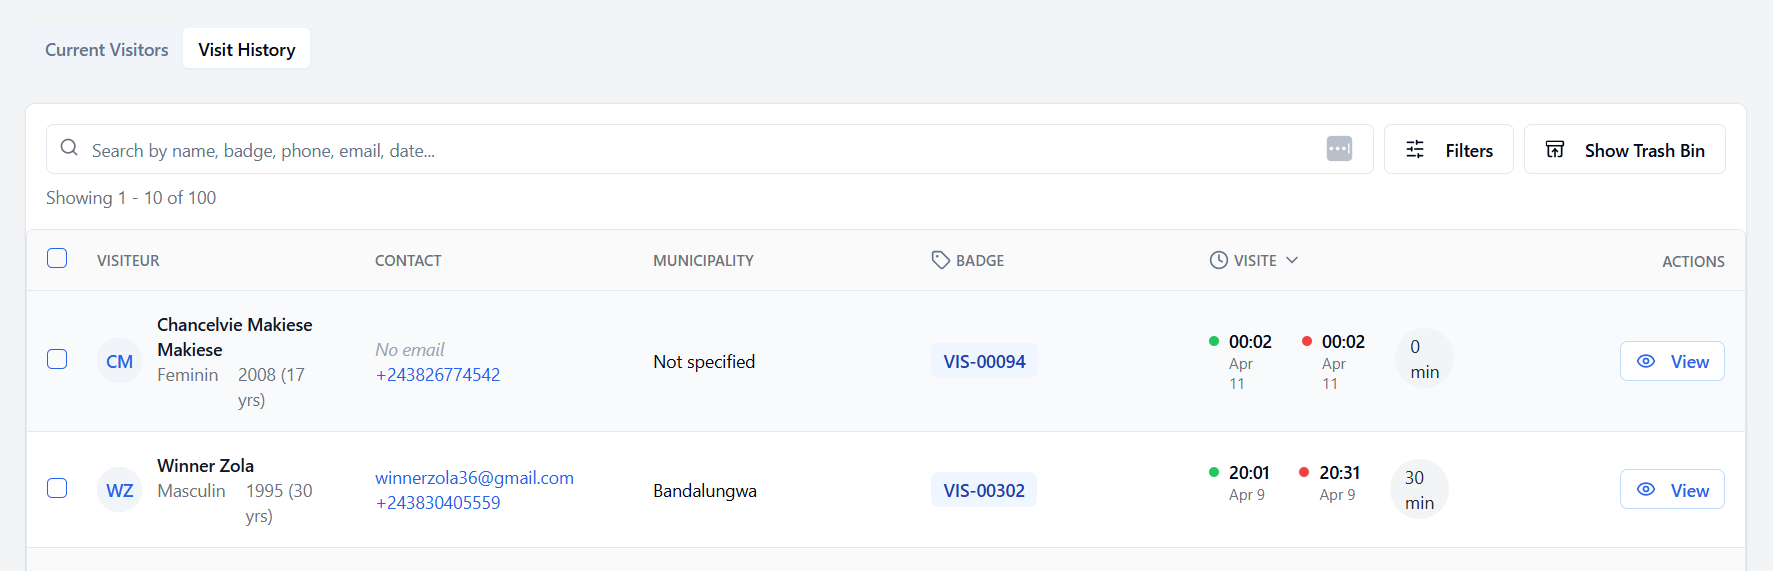 Current Visitors Visit History
Search by name, badge, phone, email, date...
Filters
Show Trash Bin
Showing 1 - 10 of 100
VISITEUR CONTACT MUNICIPALITY BADGE VISITE ACTIONS
CM
Chancelvie Makiese
Makiese
Feminin 2008 (17
yrs)
No email
+243826774542
Not specified
VIS-00094
00:02
Apr
11
00:02
Apr
11
0
min
View
WZ
Winner Zola
Masculin 1995 (30
yrs)
winnerzola36@gmail.com
+243830405559
Bandalungwa
VIS-00302
20:01
Apr 9
20:31
Apr 9
30
min
View